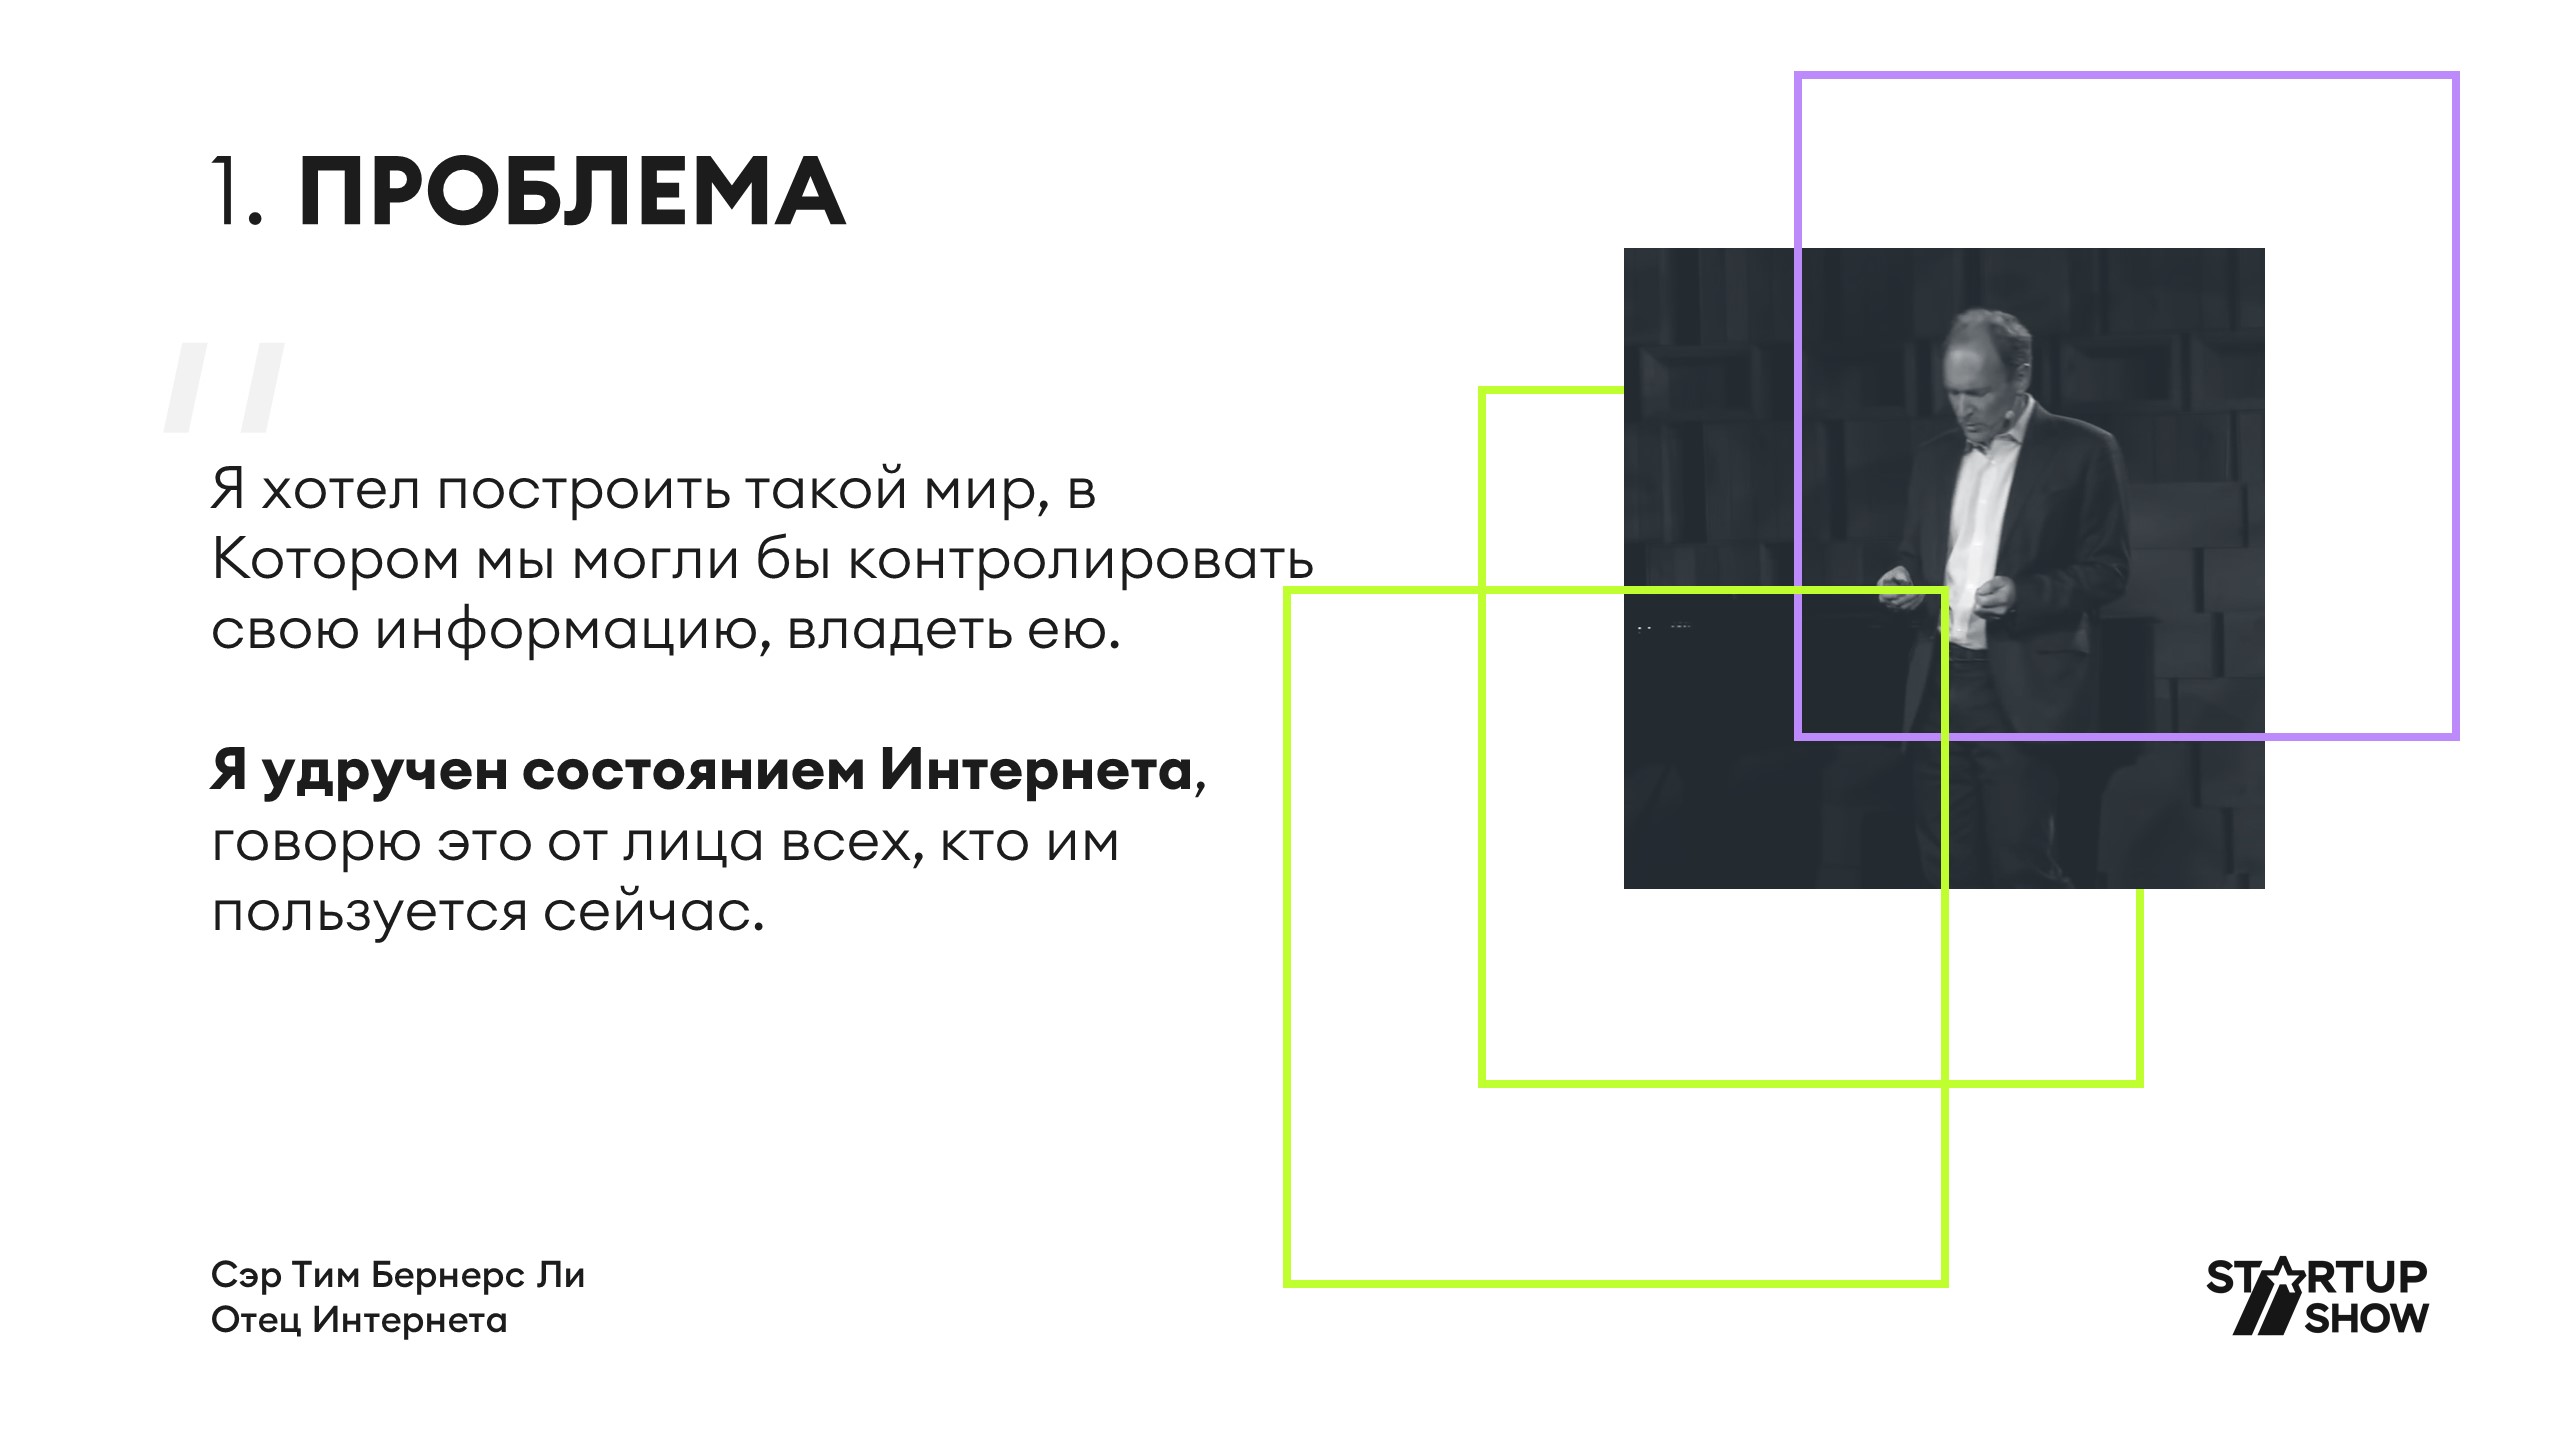 1. ПРОБЛЕМА
"
Я хотел построить такой мир, в
Котором мы могли бы контролировать
свою информацию, владеть ею.
Я удручен состоянием Интернета,
говорю это от лица всех, кто им
пользуется сейчас.
Сэр Тим Бернерс Ли
Отец Интернета
STARTUP
SHOW